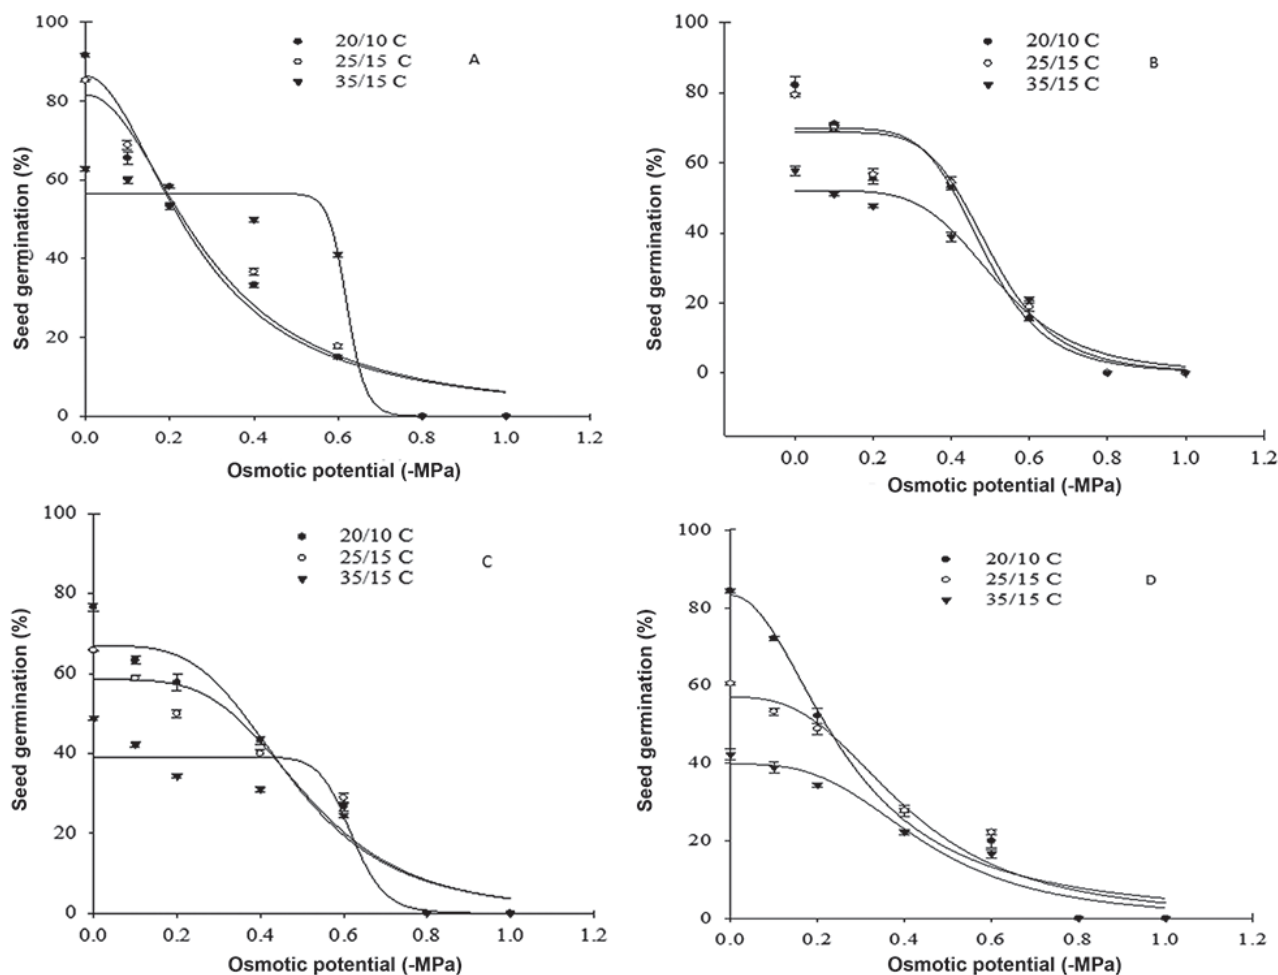 100
80
60
40
20
0
Seed germination (%)
20/10 C
25/15 C
35/15 C
A
0.0 0.2 0.4 0.6 0.8 1.0 1.2
Osmotic potential (-MPa)
100
80
60
40
20
0
Seed germination (%)
20/10 C
25/15 C
35/15 C
B
0.0 0.2 0.4 0.6 0.8 1.0 1.2
Osmotic potential (-MPa)
100
80
60
40
20
0
Seed germination (%)
20/10 C
25/15 C
35/15 C
C
0.0 0.2 0.4 0.6 0.8 1.0 1.2
Osmotic potential (-MPa)
100
80
60
40
20
0
Seed germination (%)
20/10 C
25/15 C
35/15 C
D
0.0 0.2 0.4 0.6 0.8 1.0 1.2
Osmotic potential (-MPa)